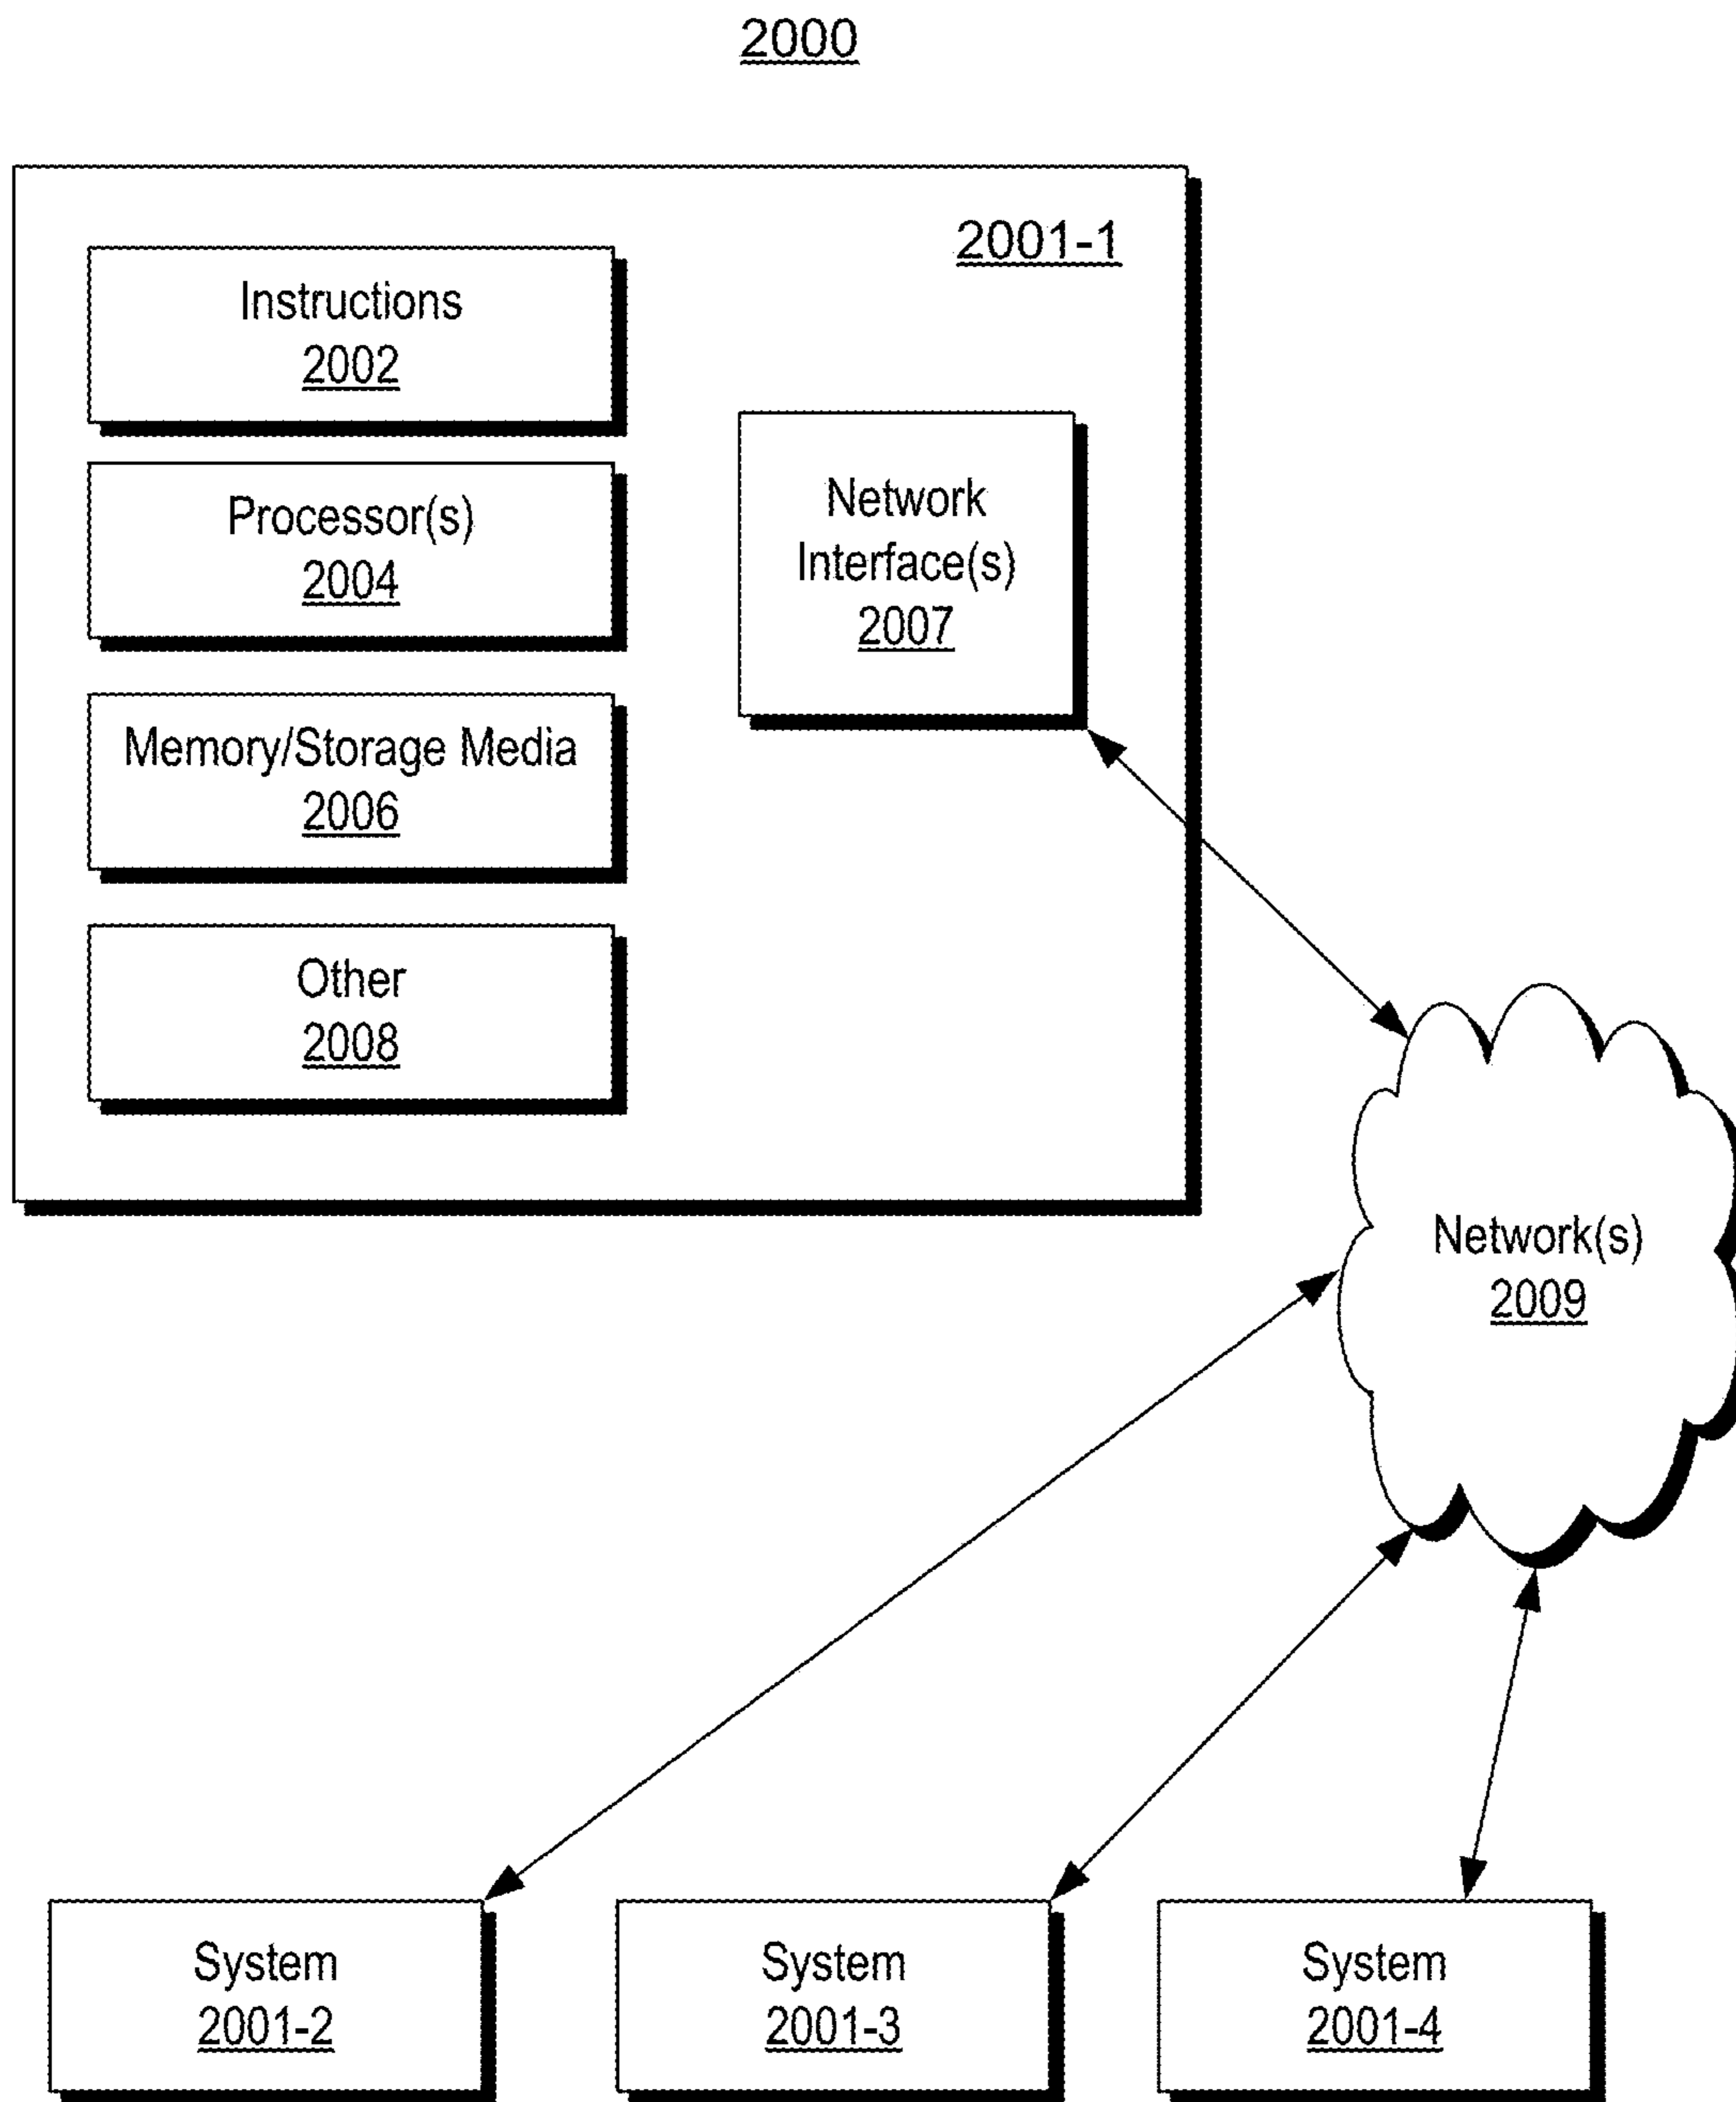 2000
2001-1
Instructions
2002
Processor(s)
2004
Memory/Storage Media
2006
Other
2008
Network
Interface(s)
2007
Network(s)
2009
System
2001-2
System
2001-3
System
2001-4